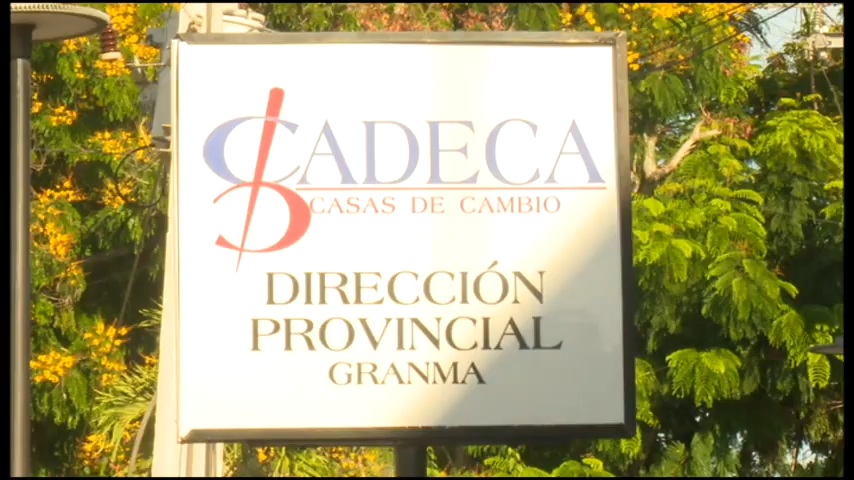 CADECA
CASAS DE CAMBIO
DIRECCIÓN
PROVINCIAL
GRANMA